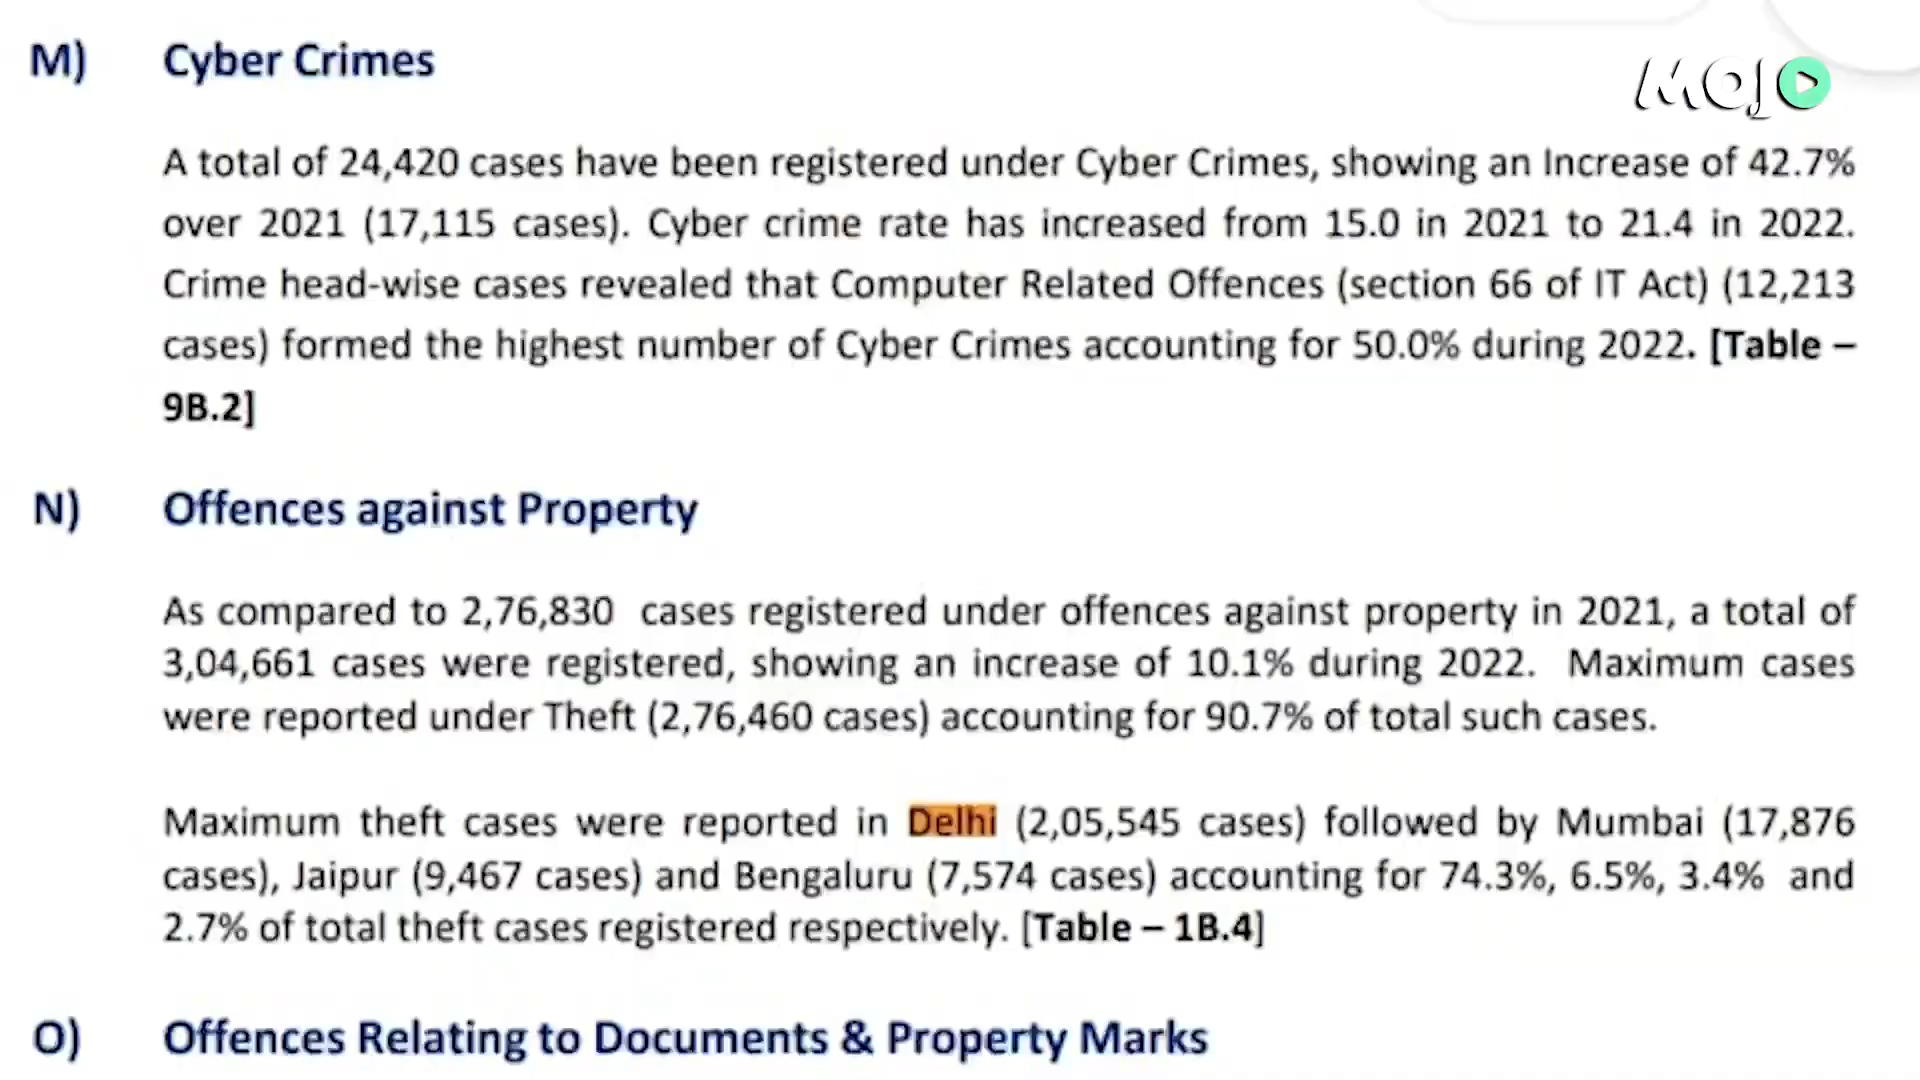 M) Cyber Crimes
MOJO
A total of 24,420 cases have been registered under Cyber Crimes, showing an Increase of 42.7%
over 2021 (17,115 cases). Cyber crime rate has increased from 15.0 in 2021 to 21.4 in 2022.
Crime head-wise cases revealed that Computer Related Offences (section 66 of IT Act) (12,213
cases) formed the highest number of Cyber Crimes accounting for 50.0% during 2022. [Table –
9B.2]
N) Offences against Property
As compared to 2,76,830 cases registered under offences against property in 2021, a total of
3,04,661 cases were registered, showing an increase of 10.1% during 2022. Maximum cases
were reported under Theft (2,76,460 cases) accounting for 90.7% of total such cases.
Maximum theft cases were reported in Delhi (2,05,545 cases) followed by Mumbai (17,876
cases), Jaipur (9,467 cases) and Bengaluru (7,574 cases) accounting for 74.3%, 6.5%, 3.4% and
2.7% of total theft cases registered respectively. [Table – 1B.4]
O) Offences Relating to Documents & Property Marks